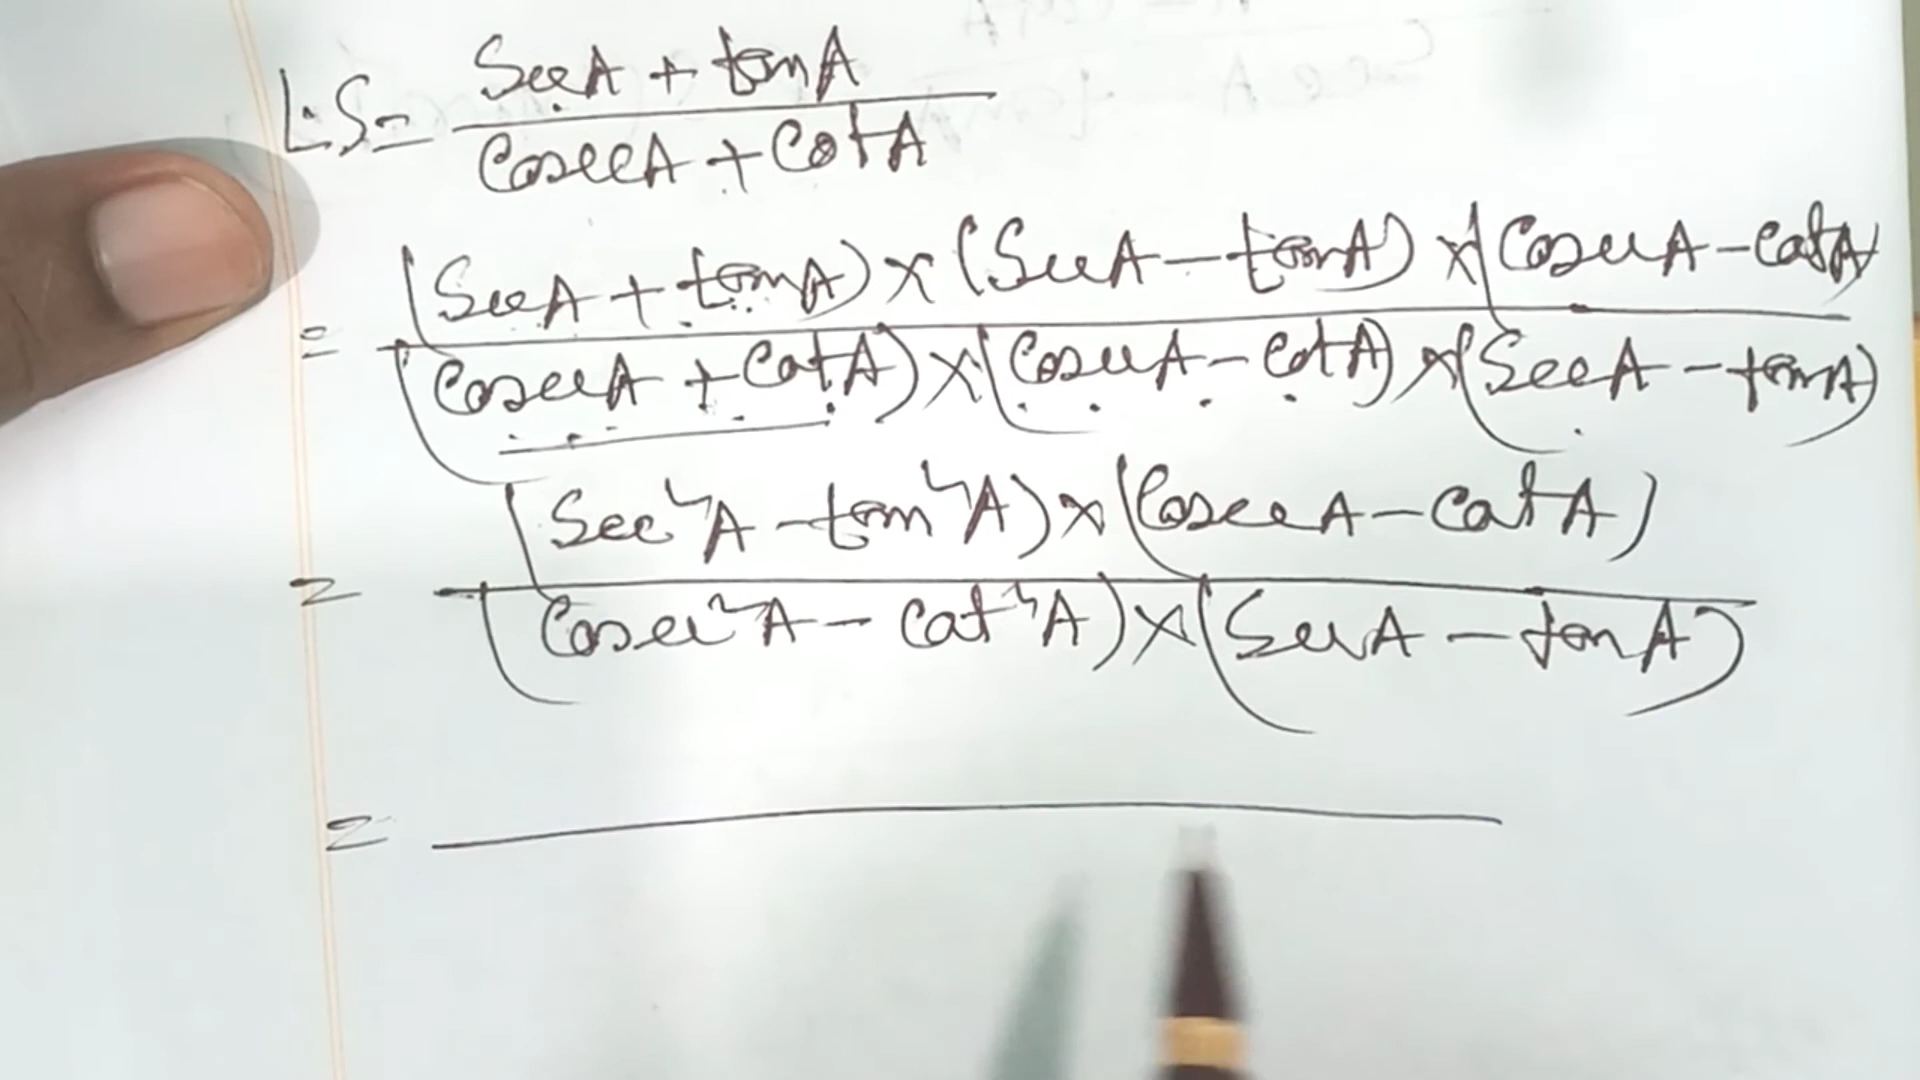 L.S = SecA + tanA
CosecA + CotA
= (SecA + tanA) × (SecA - tanA) × (CosecA - CotA)
(CosecA + CotA) × (CosecA - CotA) × (SecA - tanA)
(Sec²A - tan²A) × (CosecA - CotA)
= (Cosec²A - Cot²A) × (SecA - tanA)
=